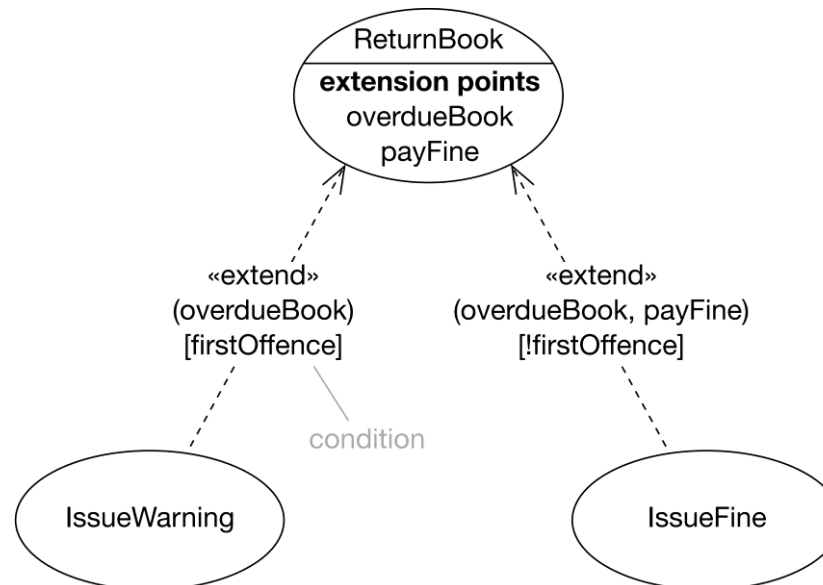 ReturnBook
extension points
overdueBook
payFine
«extend»
(overdueBook)
[firstOffence]
«extend»
(overdueBook, payFine)
[!firstOffence]
condition
IssueWarning
IssueFine